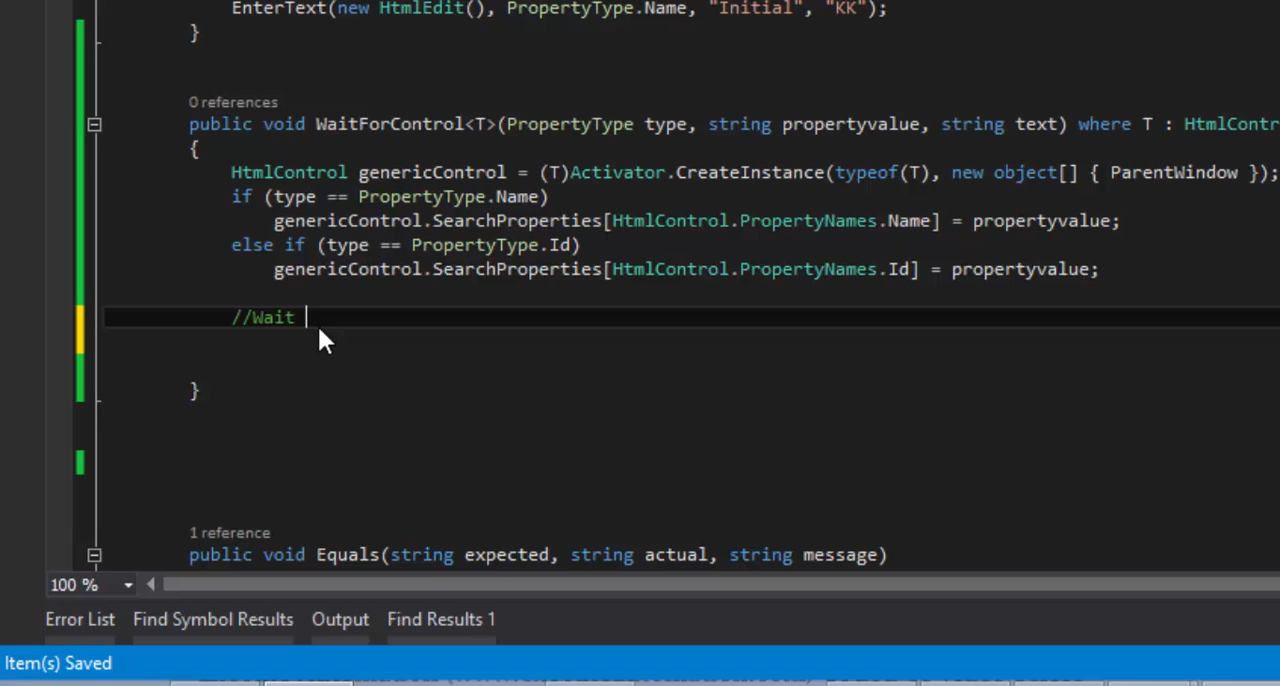 EnterText(new HtmlEdit(), PropertyType.Name, "Initial", "KK");
}
0 references
public void WaitForControl<T>(PropertyType type, string propertyvalue, string text) where T : HtmlContr
{
HtmlControl genericControl = (T)Activator.CreateInstance(typeof(T), new object[] { ParentWindow });
if (type == PropertyType.Name)
genericControl.SearchProperties[HtmlControl.PropertyNames.Name] = propertyvalue;
else if (type == PropertyType.Id)
genericControl.SearchProperties[HtmlControl.PropertyNames.Id] = propertyvalue;
//Wait
}
1 reference
public void Equals(string expected, string actual, string message)
100 %
Error List Find Symbol Results Output Find Results 1
Item(s) Saved